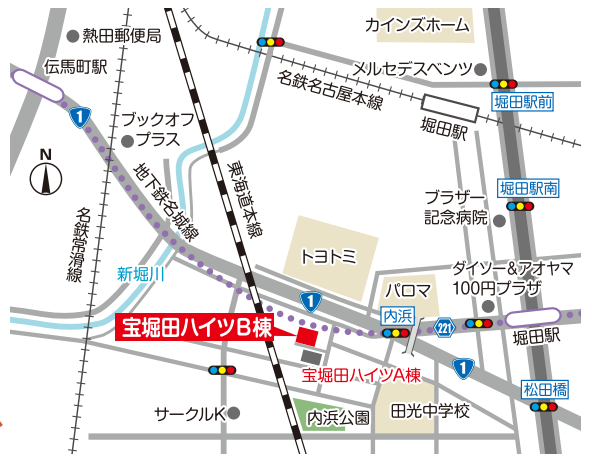 カインズホーム
熱田郵便局
伝馬町駅
メルセデスベンツ
名鉄名古屋本線
堀田駅前
1
ブックオフ
プラス
堀田駅
N
地下鉄名城線
東海道本線
堀田駅南
ブラザー
記念病院
名鉄常滑線
トヨトミ
新堀川
ダイソー&アオヤマ
100円プラザ
パロマ
1
内浜
221
宝堀田ハイツB棟
堀田駅
宝堀田ハイツA棟
1
松田橋
サークルK
内浜公園
田光中学校